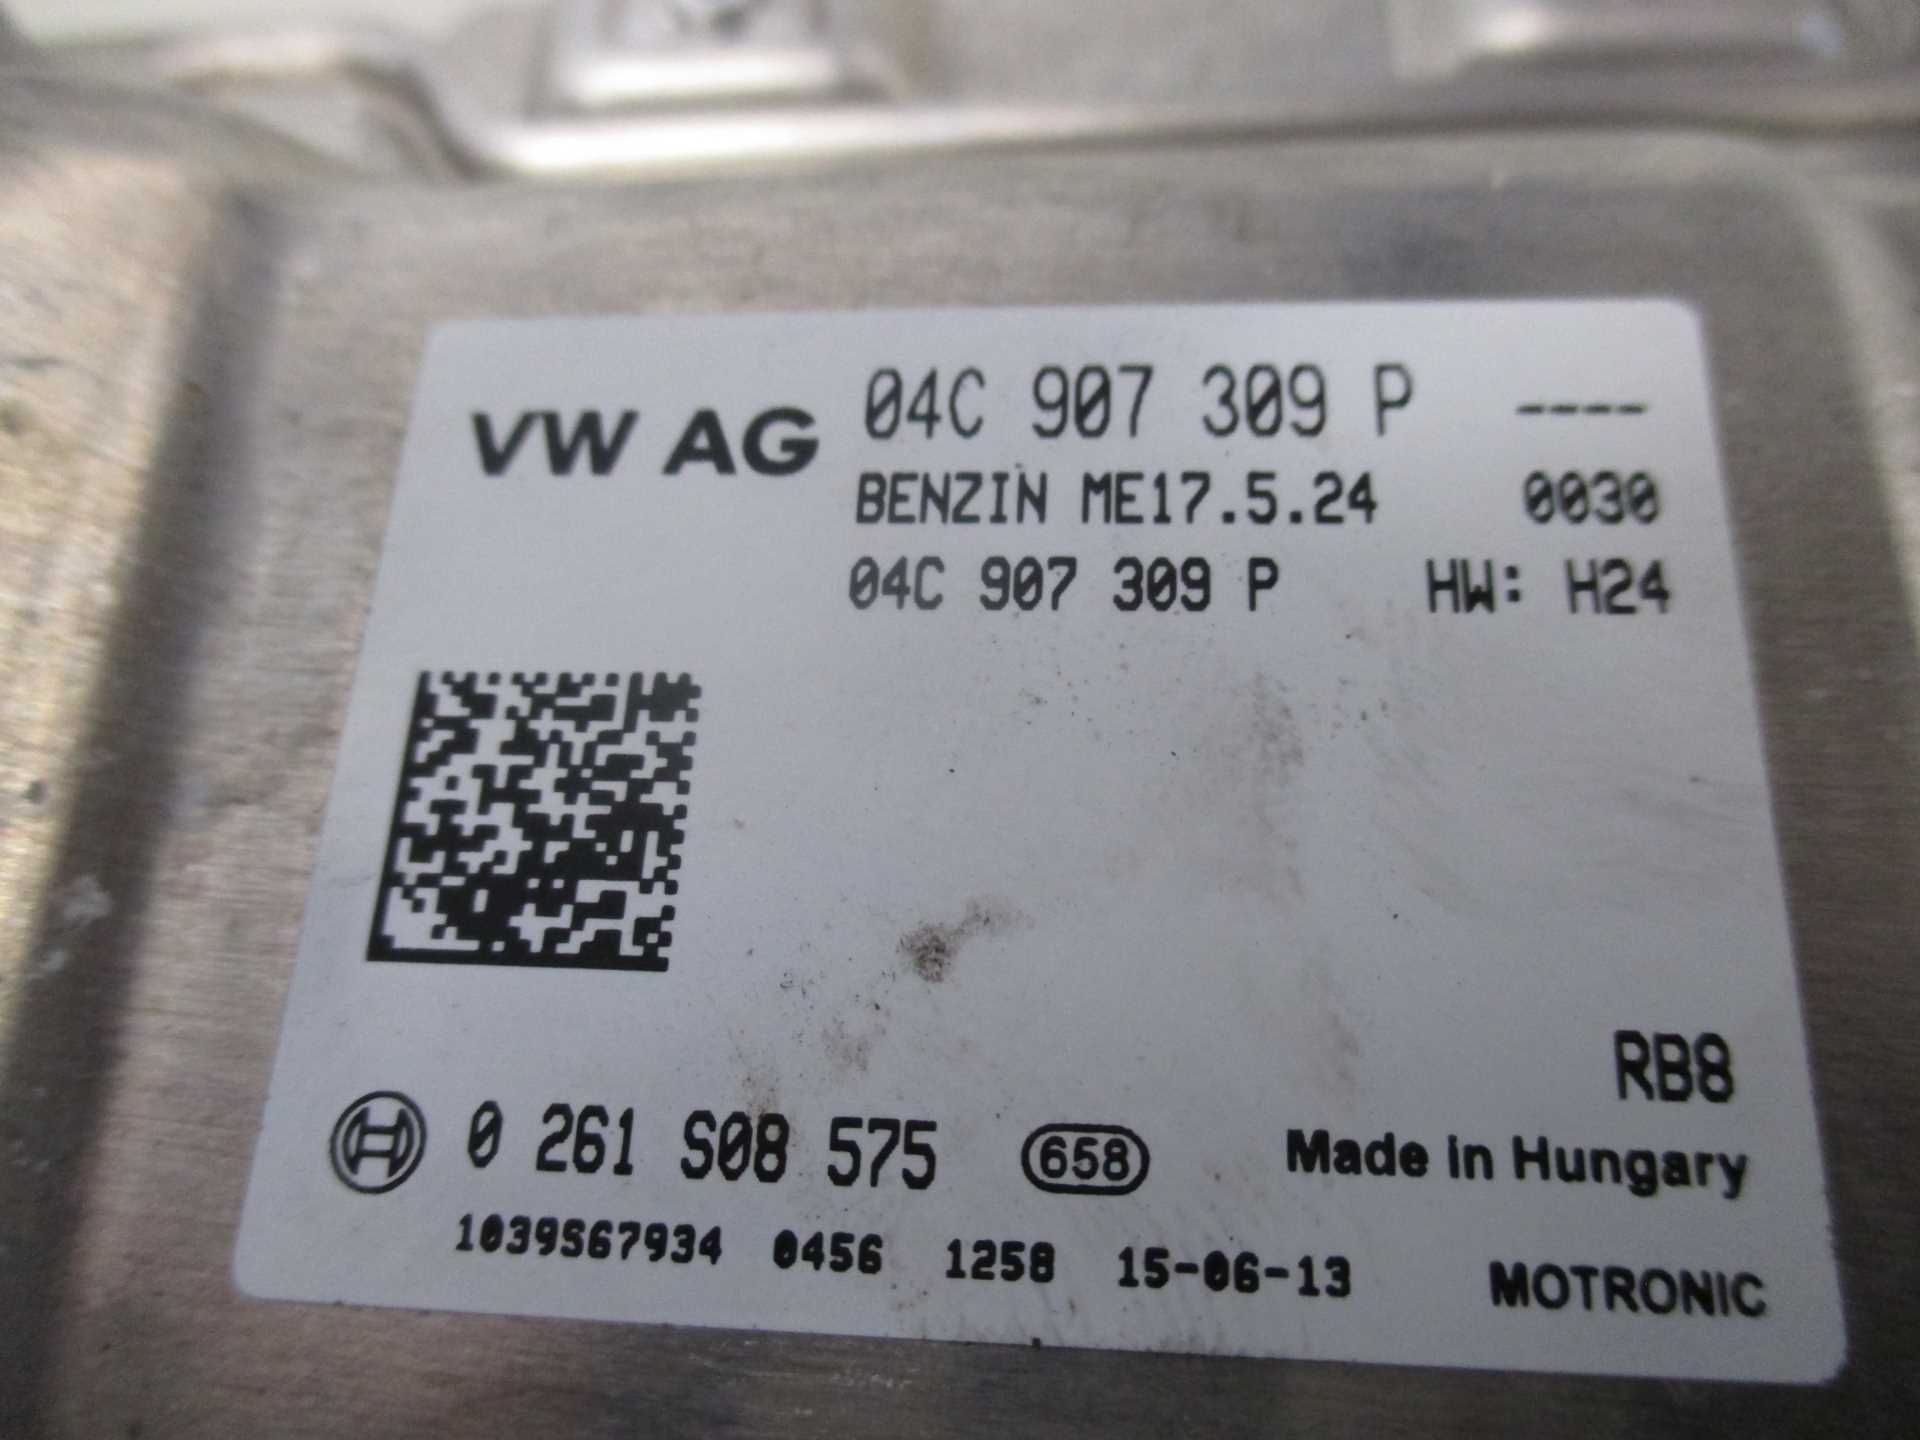 VW AG 04C 907 309 P ----
BENZIN ME17.5.24 0030
04C 907 309 P HW: H24
RB8
0 261 S08 575 658 Made in Hungary
1039S67934 0456 1258 15-06-13 MOTRONIC